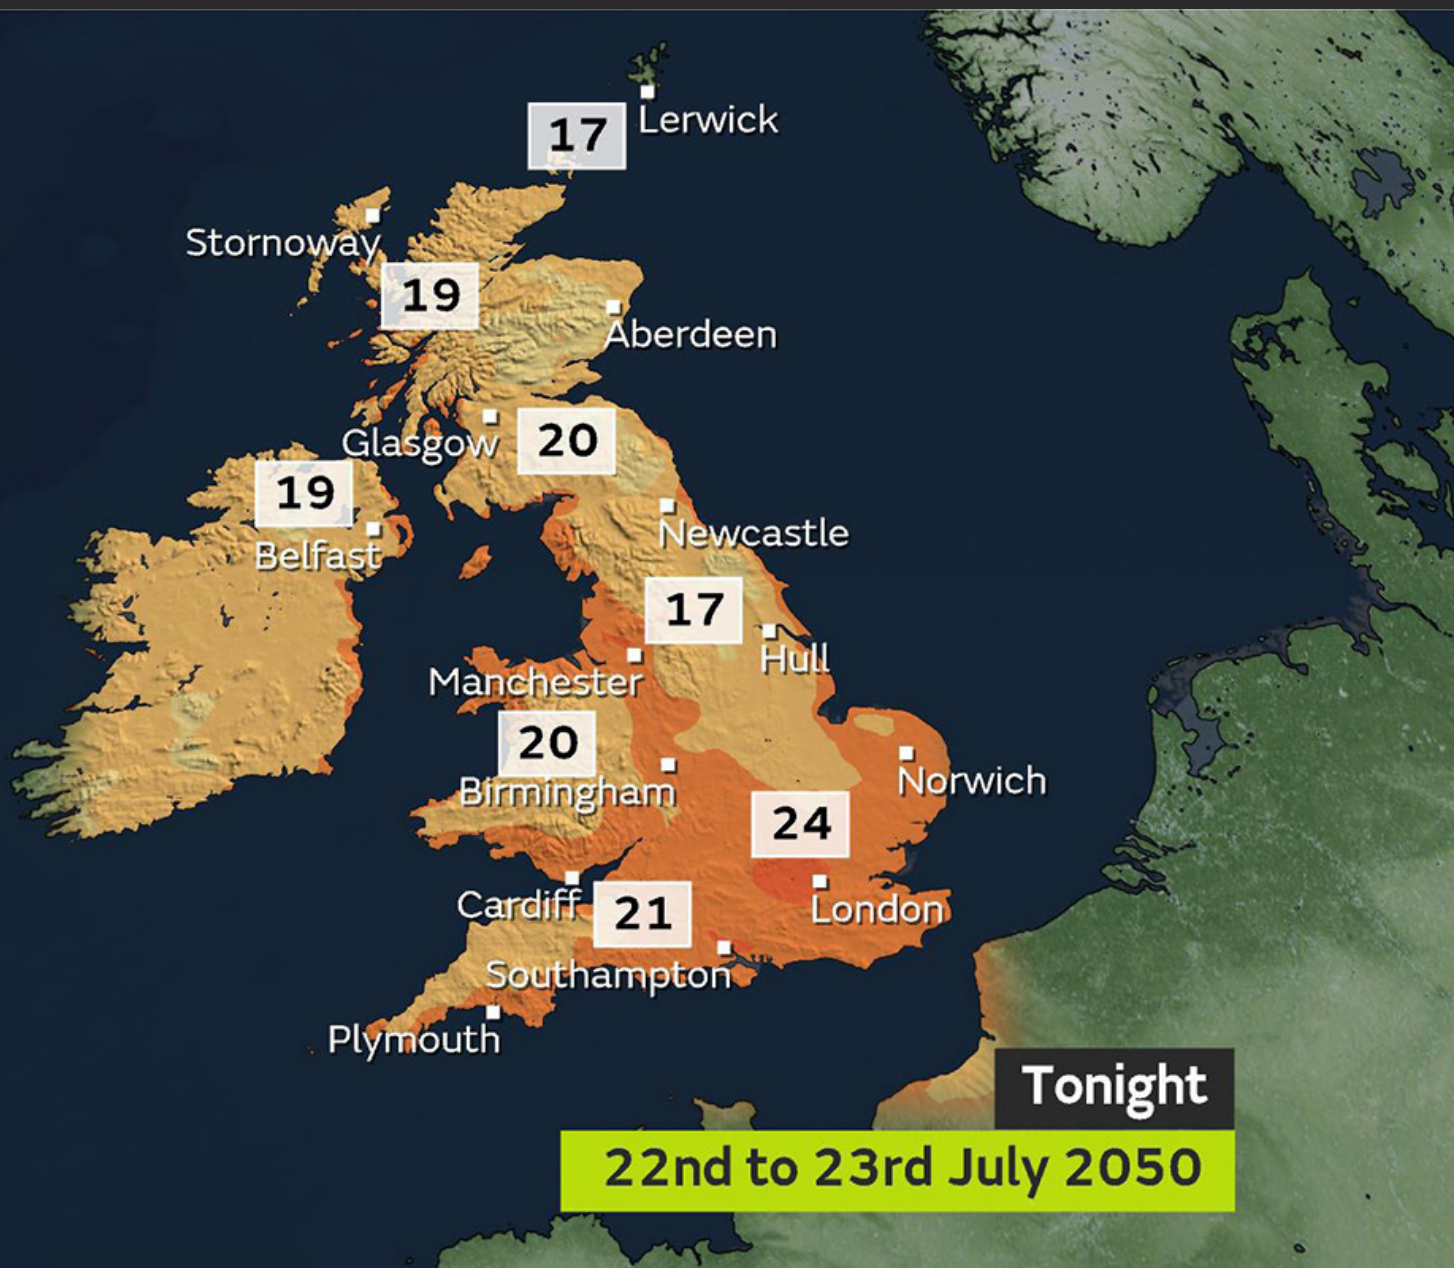 17
Lerwick
Stornoway
19
Aberdeen
Glasgow
20
19
Belfast
Newcastle
17
Hull
Manchester
20
Birmingham
Norwich
24
Cardiff
21
London
Southampton
Plymouth
Tonight
22nd to 23rd July 2050